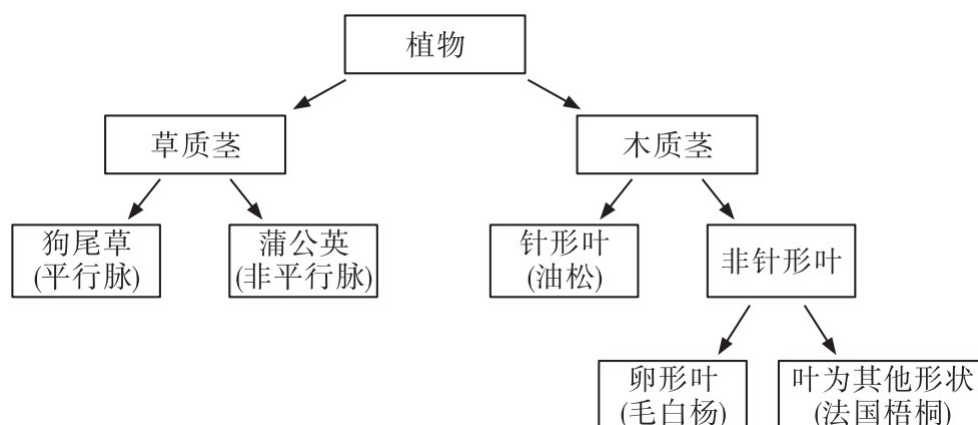 植物
草质茎
木质茎
狗尾草
(平行脉)
蒲公英
(非平行脉)
针形叶
(油松)
非针形叶
卵形叶
(毛白杨)
叶为其他形状
(法国梧桐)